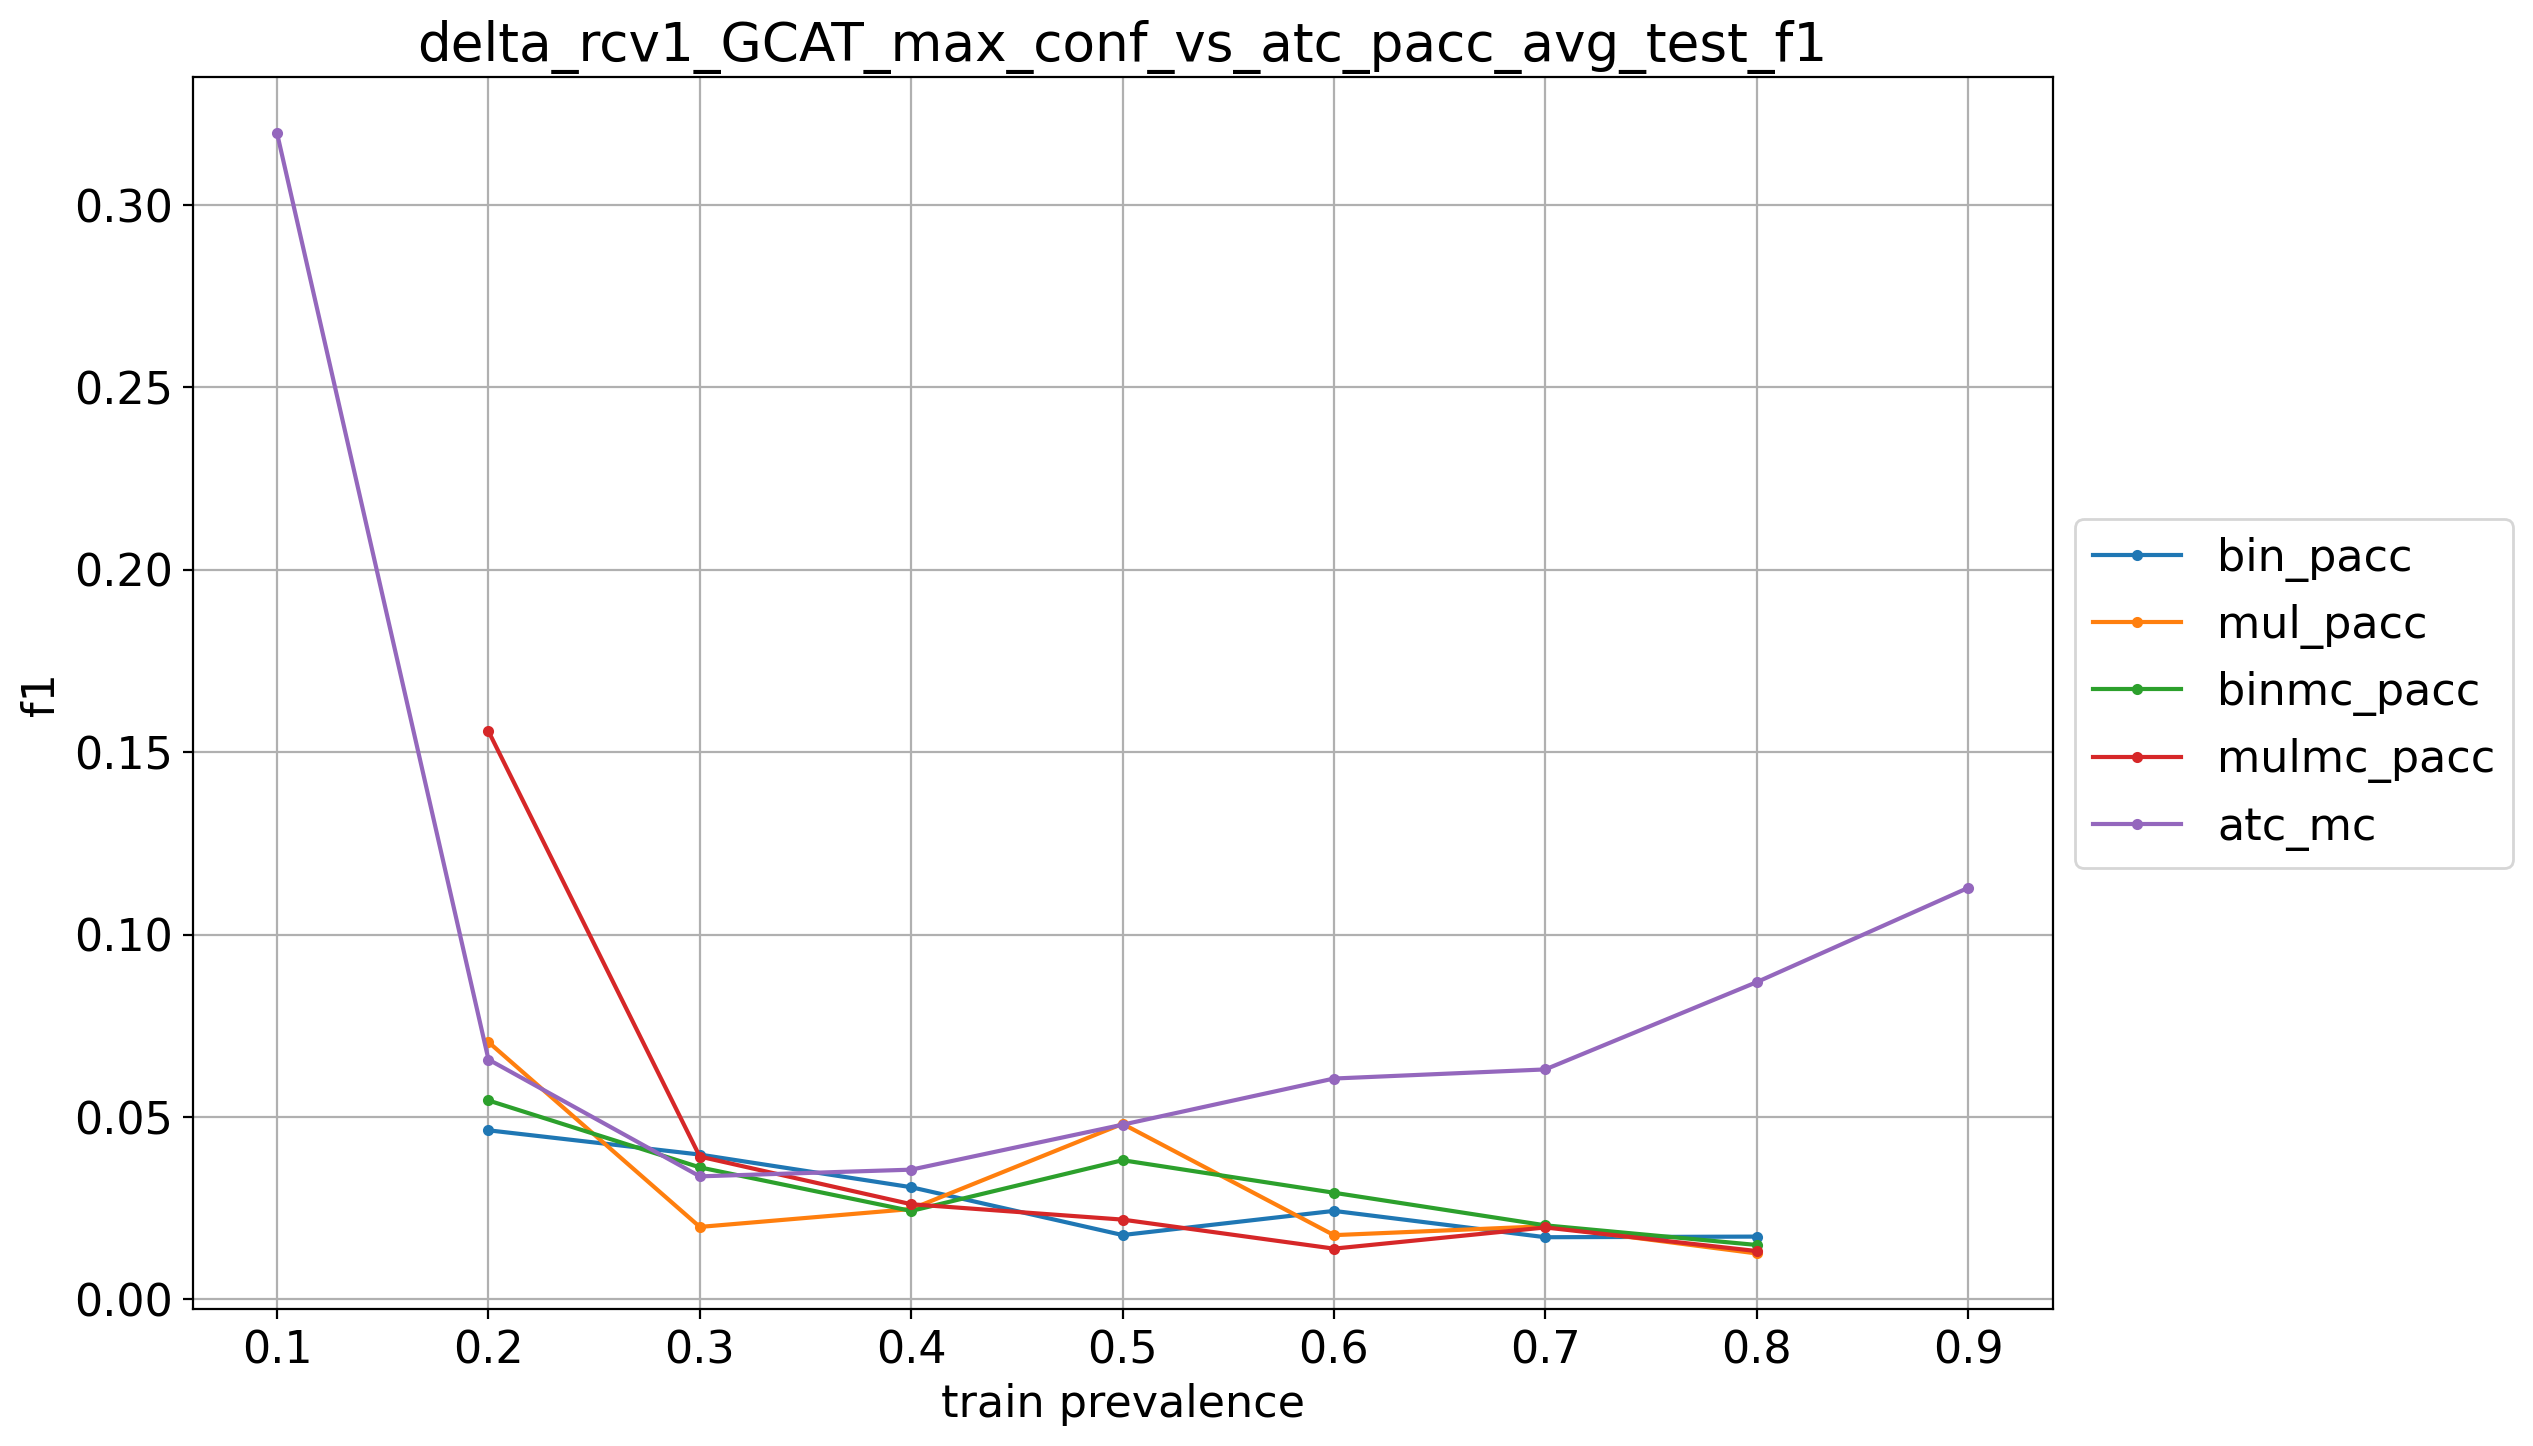 delta_rcv1_GCAT_max_conf_vs_atc_pacc_avg_test_f1
f1
0.30
0.25
0.20
0.15
0.10
0.05
0.00
0.1 0.2 0.3 0.4 0.5 0.6 0.7 0.8 0.9
train prevalence
bin_pacc
mul_pacc
binmc_pacc
mulmc_pacc
atc_mc